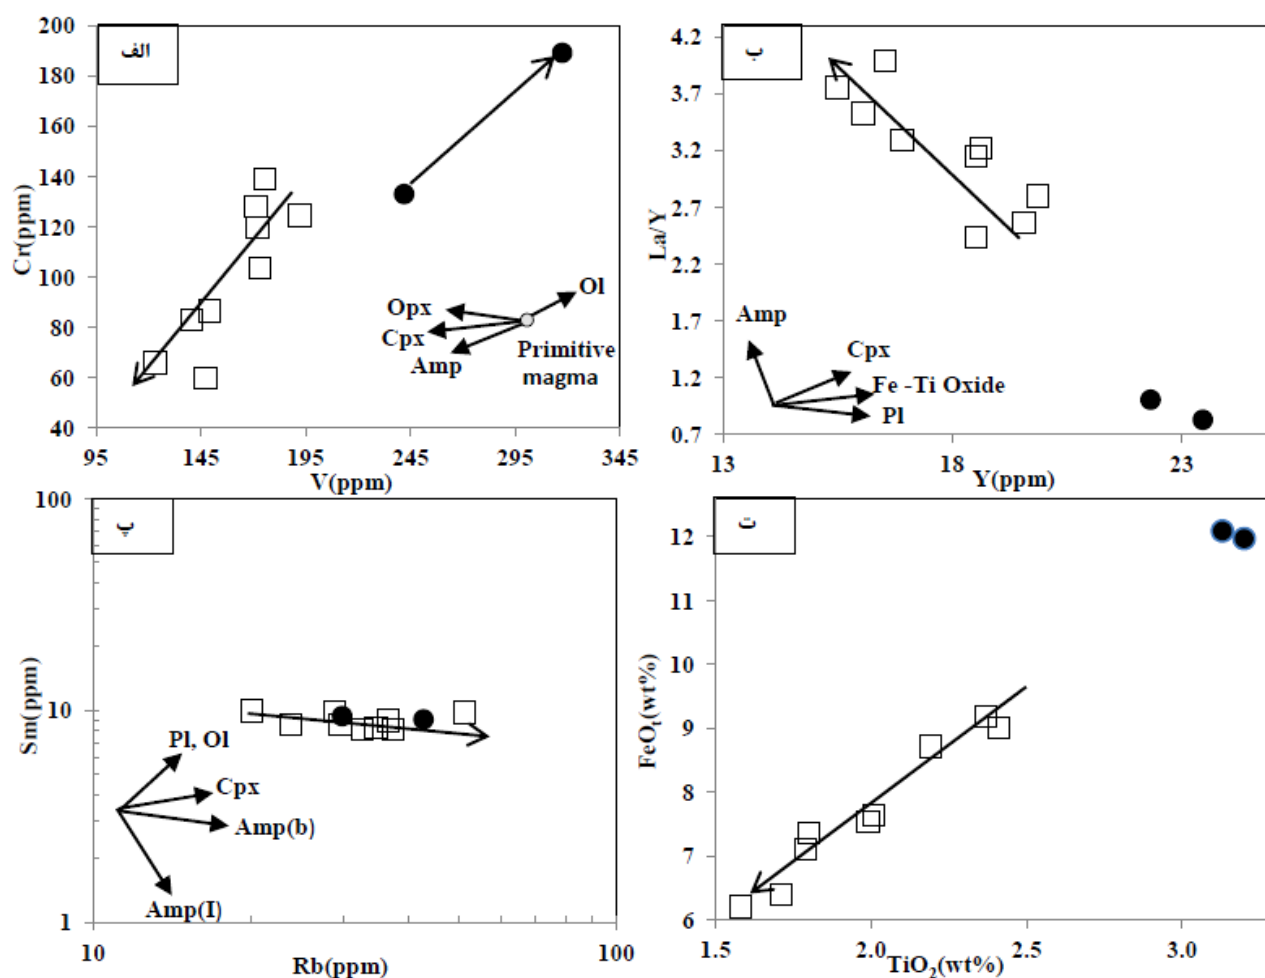 الف
200
180
160
140
120
100
80
60
40
Cr(ppm)
95
145
195
245
295
345
V(ppm)
Ol
Opx
Cpx
Amp
Primitive
magma
ب
4.2
3.7
3.2
2.7
2.2
1.7
1.2
0.7
La/Y
13
18
23
Y(ppm)
Amp
Cpx
Fe -Ti Oxide
Pl
پ
100
10
1
Sm(ppm)
10
100
Rb(ppm)
Pl, Ol
Cpx
Amp(b)
Amp(I)
ت
12
11
10
9
8
7
6
FeOt(wt%)
1.5
2.0
2.5
3.0
TiO2(wt%)